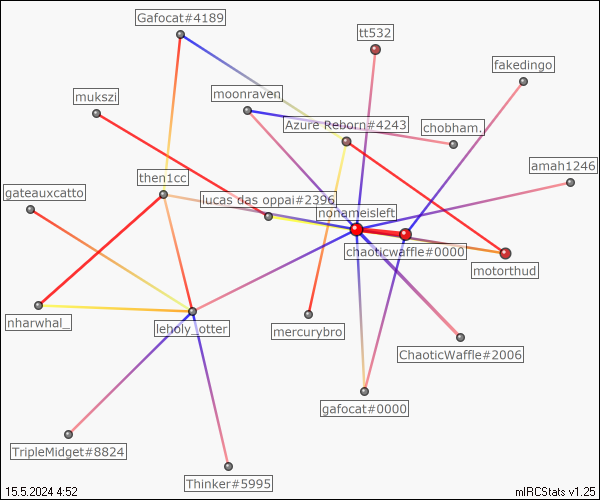 Gafocat#4189
tt532
fakedingo
mukszi
moonraven
Azure Reborn#4243
chobham.
amah1246
then1cc
gateauxcatto
lucas das oppai#2396
nonameisleft
chaoticwaffle#0000
motorthud
nharwhal_
leholy_otter
mercurybro
ChaoticWaffle#2006
gafocat#0000
TripleMidget#8824
Thinker#5995
15.5.2024 4:52
mIRCStats v1.25